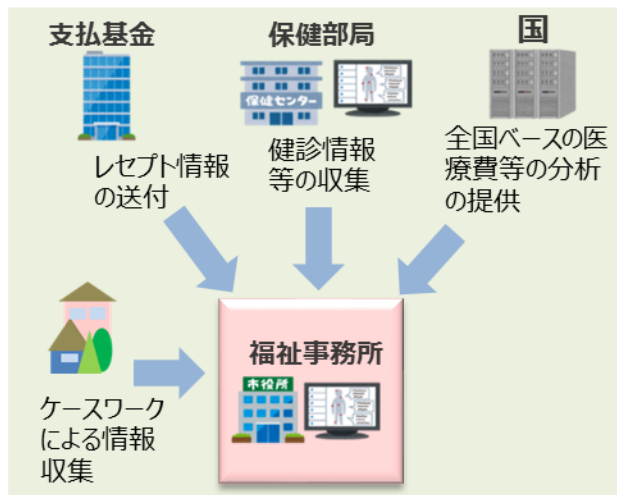 支払基金
保健部局
国
保健センター
レセプト情報
の送付
健診情報
等の収集
全国ベースの医
療費等の分析
の提供
福祉事務所
市役所
ケースワーク
による情報
収集